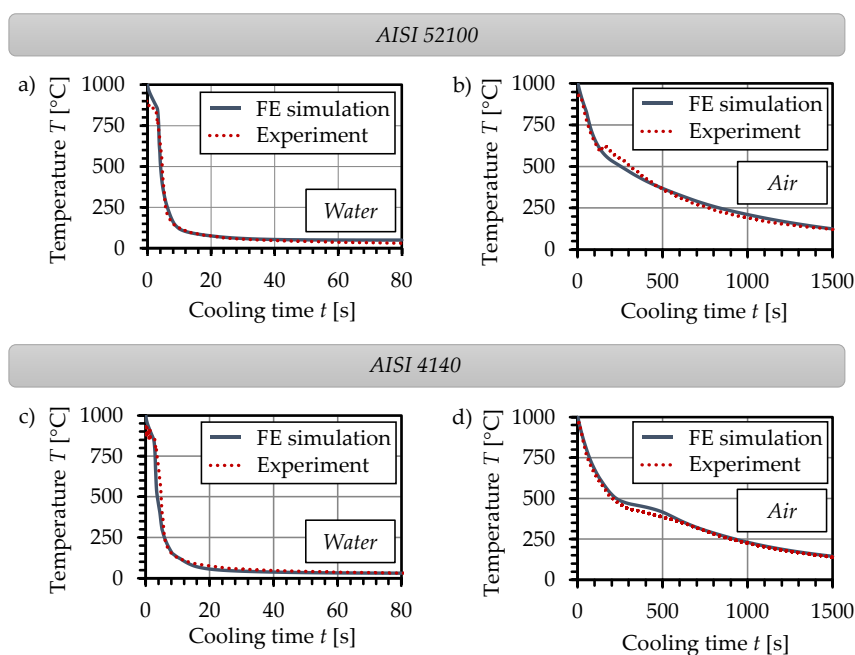 AISI 52100
a)
Temperature T [°C]
1000
750
500
250
0
FE simulation
Experiment
Water
0 20 40 60 80
Cooling time t [s]
b)
Temperature T [°C]
1000
750
500
250
0
FE simulation
Experiment
Air
0 500 1000 1500
Cooling time t [s]
AISI 4140
c)
Temperature T [°C]
1000
750
500
250
0
FE simulation
Experiment
Water
0 20 40 60 80
Cooling time t [s]
d)
Temperature T [°C]
1000
750
500
250
0
FE simulation
Experiment
Air
0 500 1000 1500
Cooling time t [s]